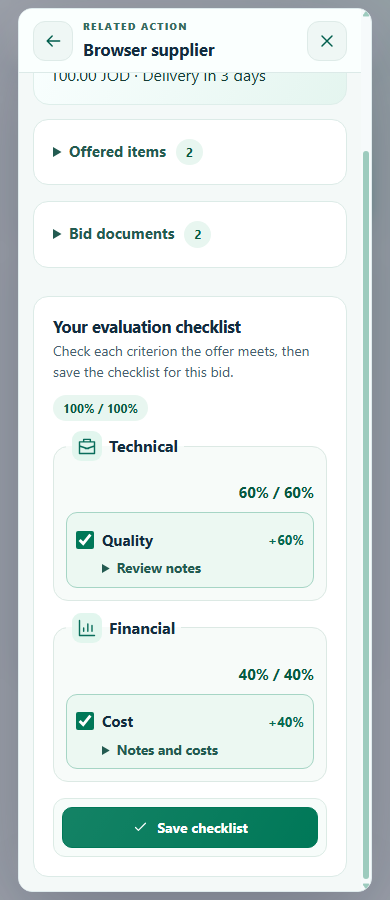 RELATED ACTION
Browser supplier
100.00 JOD · Delivery in 3 days
Offered items 2
Bid documents 2
Your evaluation checklist
Check each criterion the offer meets, then
save the checklist for this bid.
100% / 100%
Technical
60% / 60%
Quality +60%
Review notes
Financial
40% / 40%
Cost +40%
Notes and costs
Save checklist